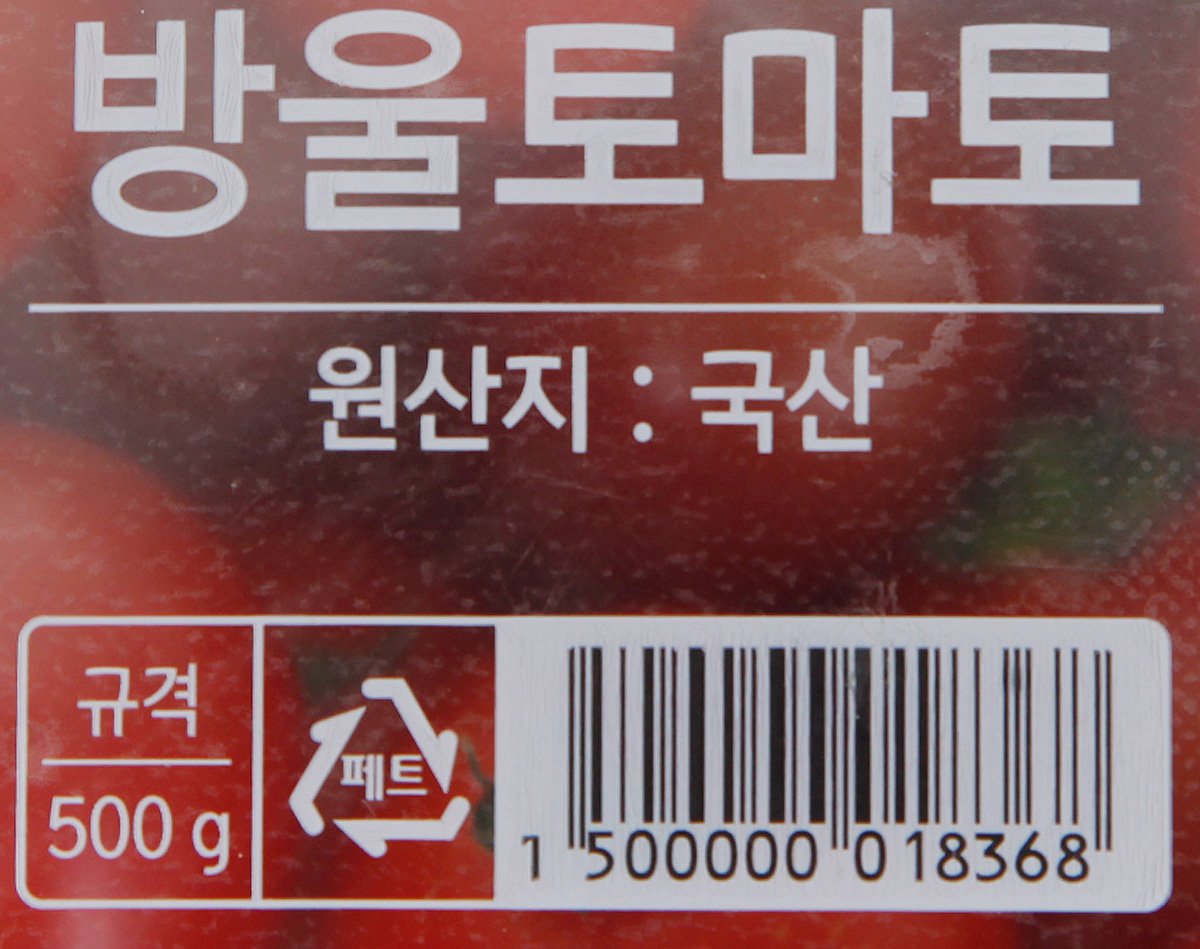 방울토마토
원산지 : 국산
규격
500 g
페트
1 500000 018368